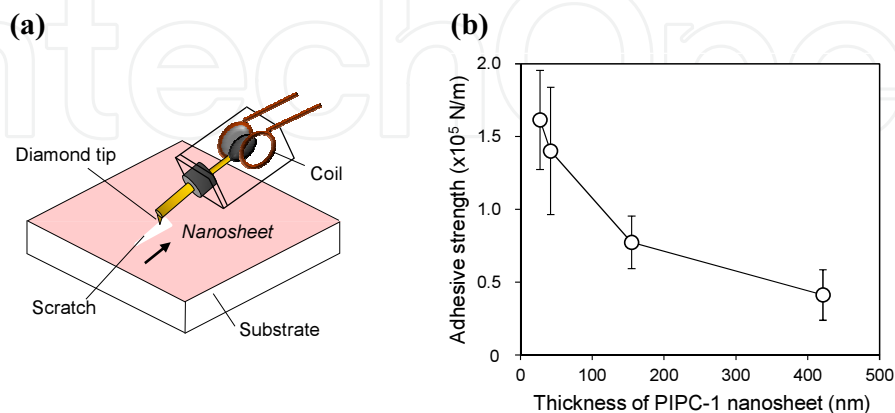 ntechOpe
(a)
Diamond tip
Coil
Nanosheet
Scratch
Substrate
(b)
Adhesive strength (x10⁵ N/m)
2.0
1.5
1.0
0.5
0
0 100 200 300 400 500
Thickness of PIPC-1 nanosheet (nm)